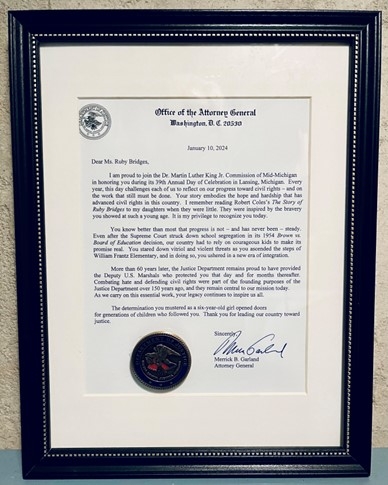 Office of the Attorney General
Washington, D. C. 20530
January 10, 2024
Dear Ms. Ruby Bridges,
I am proud to join the Dr. Martin Luther King Jr. Commission of Mid-Michigan
in honoring you during its 39th Annual Day of Celebration in Lansing, Michigan. Every
year, this day challenges each of us to reflect on our progress toward civil rights – and on
the work that still must be done. Your story embodies the hope and hardship that has
advanced civil rights in this country. I remember reading Robert Coles's The Story of
Ruby Bridges to my daughters when they were little. They were inspired by the bravery
you showed at such a young age. It is my privilege to recognize you today.
You know better than most that progress is not – and has never been – steady.
Even after the Supreme Court struck down school segregation in its 1954 Brown vs.
Board of Education decision, our country had to rely on courageous kids to make its
promise real. You stared down vitriol and violent threats as you ascended the steps of
William Frantz Elementary, and in doing so, you ushered in a new era of integration.
More than 60 years later, the Justice Department remains proud to have provided
the Deputy U.S. Marshals who protected you that day and for months thereafter.
Combating hate and defending civil rights were part of the founding purposes of the
Justice Department over 150 years ago, and they remain central to our mission today.
As we carry on this essential work, your legacy continues to inspire us all.
The determination you mustered as a six-year-old girl opened doors
for generations of children who followed you. Thank you for leading our country toward
justice.
Sincerely,
Merrick B. Garland
Attorney General